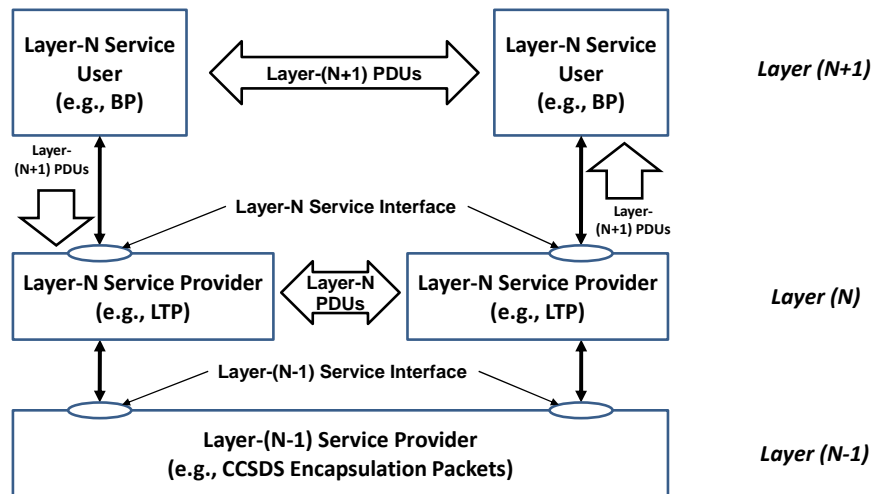 Layer-N Service
User
(e.g., BP)
Layer-(N+1) PDUs
Layer-N Service
User
(e.g., BP)
Layer (N+1)
Layer-
(N+1) PDUs
Layer-N Service Interface
Layer-
(N+1) PDUs
Layer-N Service Provider
(e.g., LTP)
Layer-N
PDUs
Layer-N Service Provider
(e.g., LTP)
Layer (N)
Layer-(N-1) Service Interface
Layer-(N-1) Service Provider
(e.g., CCSDS Encapsulation Packets)
Layer (N-1)